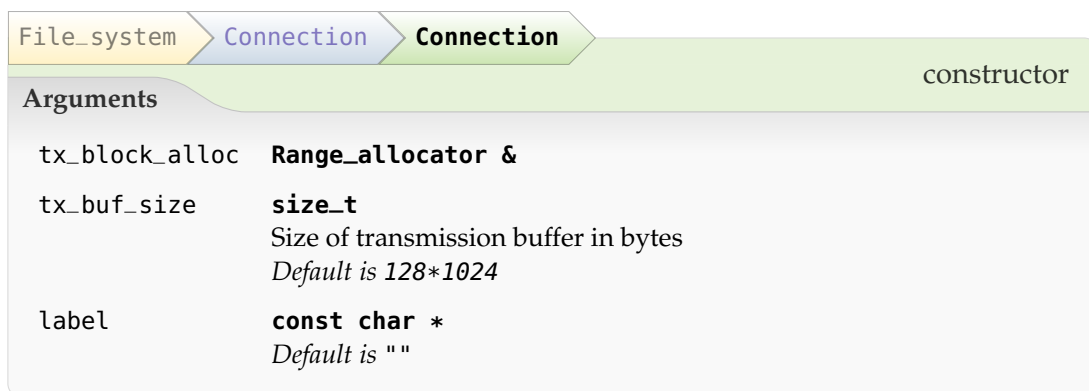 File_system Connection Connection
constructor
Arguments
tx_block_alloc Range_allocator &
tx_buf_size size_t
Size of transmission buffer in bytes
Default is 128*1024
label const char *
Default is ""